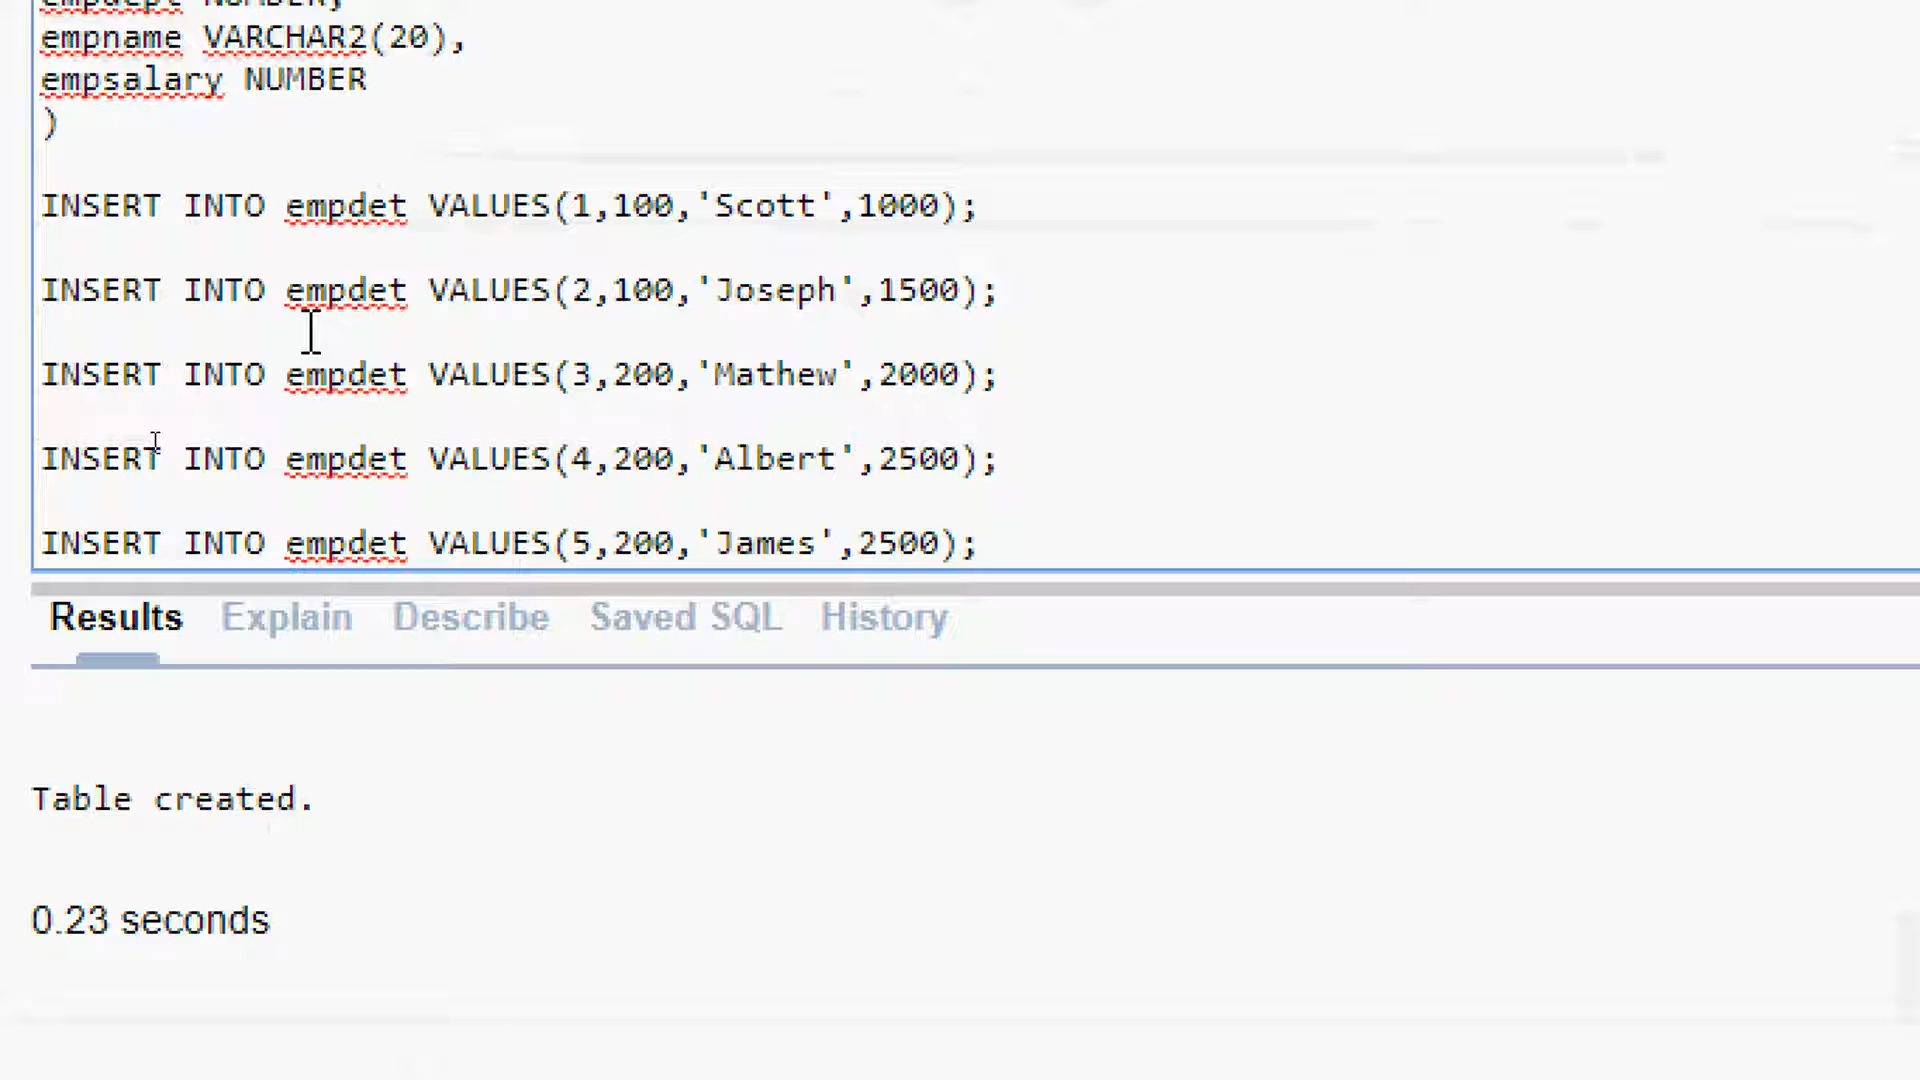 empdept NUMBER,
empname VARCHAR2(20),
empsalary NUMBER
)
INSERT INTO empdet VALUES(1,100,'Scott',1000);
INSERT INTO empdet VALUES(2,100,'Joseph',1500);
INSERT INTO empdet VALUES(3,200,'Mathew',2000);
INSERT INTO empdet VALUES(4,200,'Albert',2500);
INSERT INTO empdet VALUES(5,200,'James',2500);
Results Explain Describe Saved SQL History
Table created.
0.23 seconds